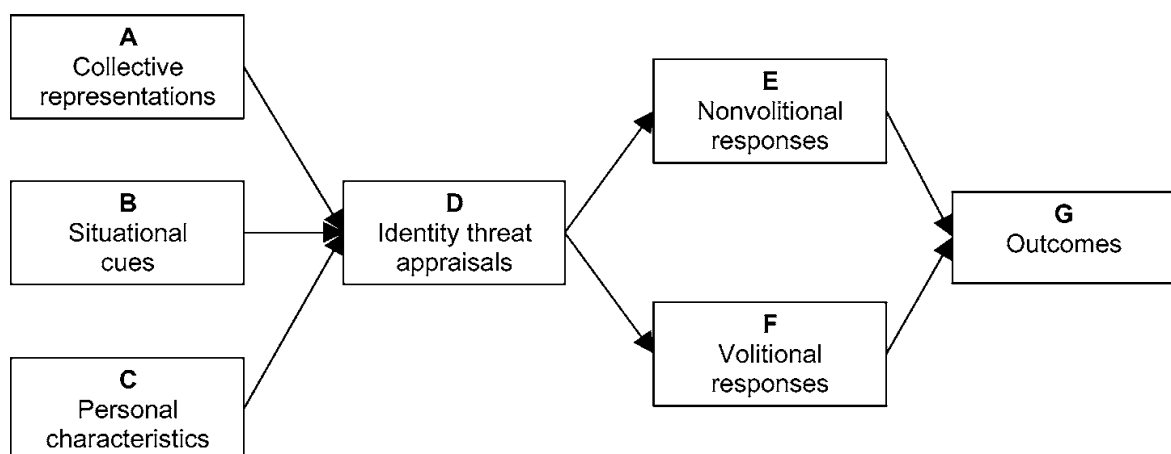 A
Collective
representations
B
Situational
cues
C
Personal
characteristics
D
Identity threat
appraisals
E
Nonvolitional
responses
F
Volitional
responses
G
Outcomes